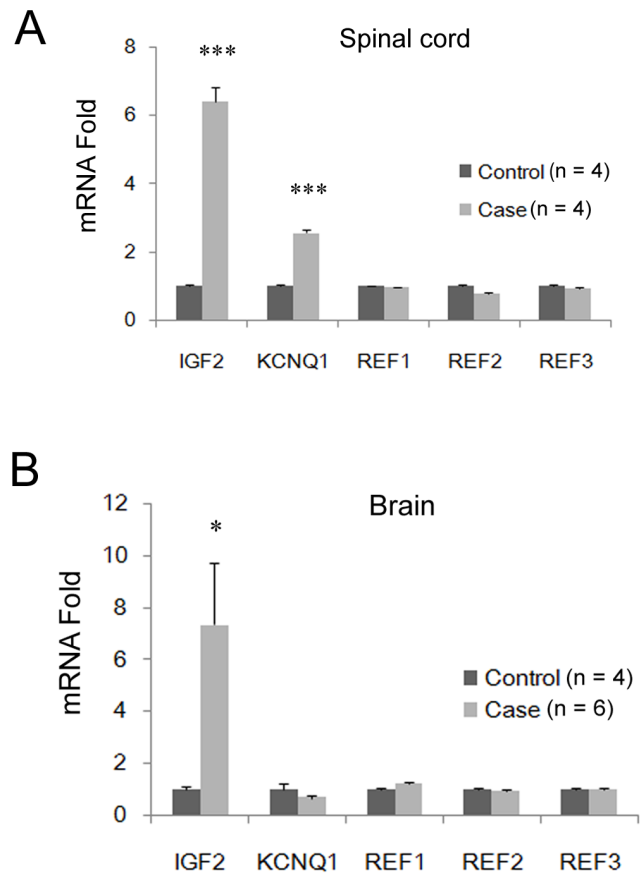 A
Spinal cord
***
***
mRNA Fold
8
6
4
2
0
Control (n = 4)
Case (n = 4)
IGF2 KCNQ1 REF1 REF2 REF3
B
Brain
*
mRNA Fold
12
10
8
6
4
2
0
Control (n = 4)
Case (n = 6)
IGF2 KCNQ1 REF1 REF2 REF3